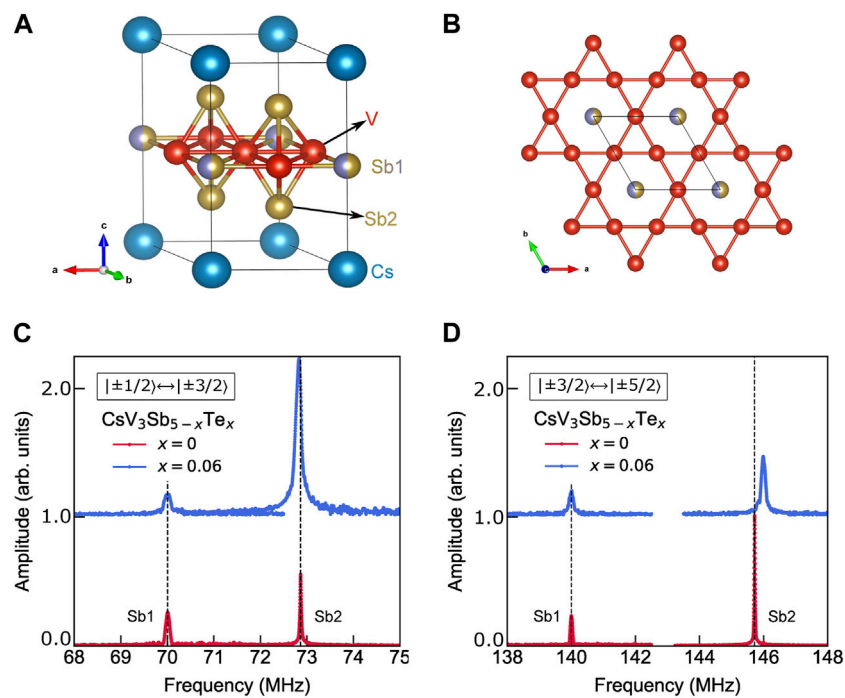 A
V
Sb1
Sb2
Cs
c
a
b
B
b
a
C
|±1/2⟩↔|±3/2⟩
CsV₃Sb₅₋ₓTeₓ
x = 0
x = 0.06
Sb1
Sb2
2.0
1.0
0.0
68 70 71 72 73 74 75
Amplitude (arb. units)
Frequency (MHz)
D
|±3/2⟩↔|±5/2⟩
CsV₃Sb₅₋ₓTeₓ
x = 0
x = 0.06
Sb1
Sb2
2.0
1.0
0.0
138 140 142 144 146 148
Amplitude (arb. units)
Frequency (MHz)